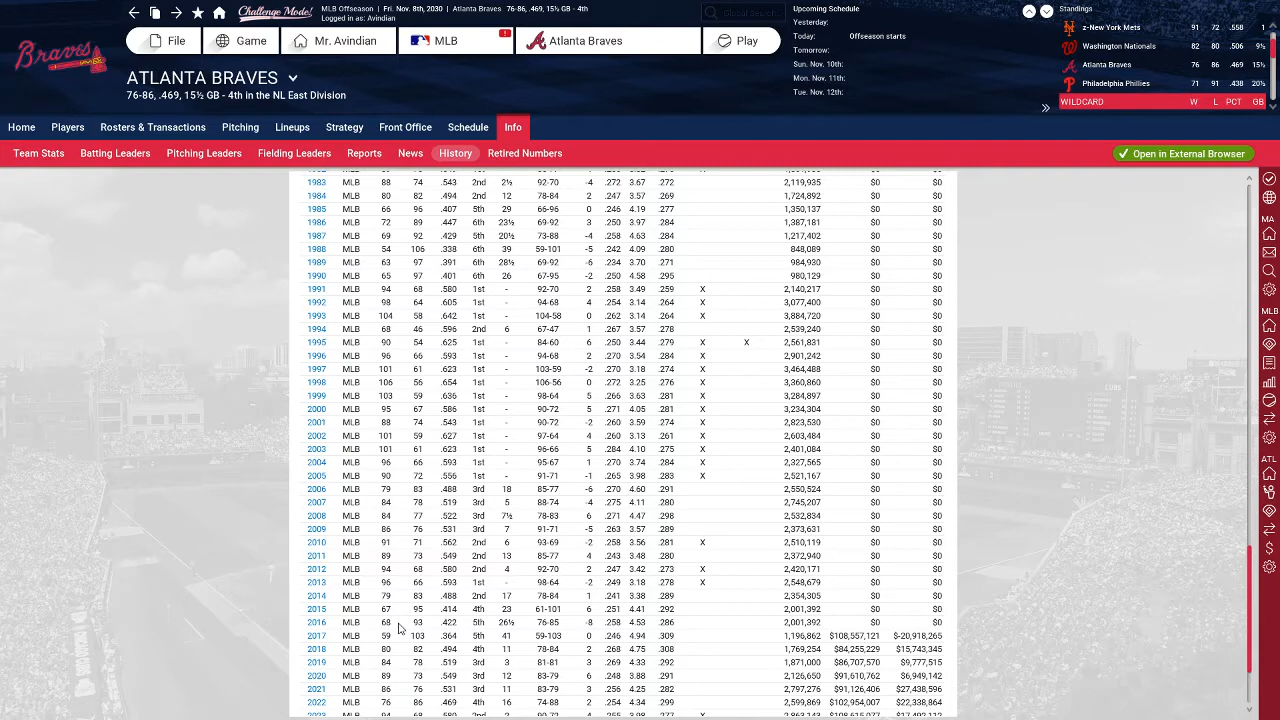 Challenge Mode!
MLB Offseason | Fri. Nov. 8th, 2030 | Atlanta Braves 76-86, .469, 15½ GB - 4th
Logged in as: Avindian
Global Search...
Upcoming Schedule
Yesterday:
Today: Offseason starts
Tomorrow:
Sun. Nov. 10th:
Mon. Nov. 11th:
Tue. Nov. 12th:
Standings
z-New York Mets 91 72 .558
Washington Nationals 82 80 .506 9½
Atlanta Braves 76 86 .469 15½
Philadelphia Phillies 71 91 .438 20½
WILDCARD W L PCT GB
File Game Mr. Avindian MLB Atlanta Braves Play
Braves
ATLANTA BRAVES
76-86, .469, 15½ GB - 4th in the NL East Division
Home Players Rosters & Transactions Pitching Lineups Strategy Front Office Schedule Info
Team Stats Batting Leaders Pitching Leaders Fielding Leaders Reports News History Retired Numbers Open in External Browser
1983 MLB 88 74 .543 2nd 2½ 92-70 -4 .272 3.67 .272 2,119,935 $0 $0
1984 MLB 80 82 .494 2nd 12 78-84 2 .247 3.57 .269 1,724,892 $0 $0
1985 MLB 66 96 .407 5th 29 66-96 0 .246 4.19 .277 1,350,137 $0 $0
1986 MLB 72 89 .447 6th 23½ 69-92 3 .250 3.97 .284 1,387,181 $0 $0
1987 MLB 69 92 .429 5th 20½ 73-88 -4 .258 4.63 .284 1,217,402 $0 $0
1988 MLB 54 106 .338 6th 39 59-101 -5 .242 4.09 .280 848,089 $0 $0
1989 MLB 63 97 .391 6th 28½ 69-92 -6 .234 3.70 .271 984,930 $0 $0
1990 MLB 65 97 .401 6th 26 67-95 -2 .250 4.58 .295 980,129 $0 $0
1991 MLB 94 68 .580 1st - 92-70 2 .258 3.49 .259 X 2,140,217 $0 $0
1992 MLB 98 64 .605 1st - 94-68 4 .254 3.14 .264 X 3,077,400 $0 $0
1993 MLB 104 58 .642 1st - 104-58 0 .262 3.14 .264 X 3,884,720 $0 $0
1994 MLB 68 46 .596 2nd 6 67-47 1 .267 3.57 .278 2,539,240 $0 $0
1995 MLB 90 54 .625 1st - 84-60 6 .250 3.44 .279 X X 2,561,831 $0 $0
1996 MLB 96 66 .593 1st - 94-68 2 .270 3.54 .284 X 2,901,242 $0 $0
1997 MLB 101 61 .623 1st - 103-59 -2 .270 3.18 .274 X 3,464,488 $0 $0
1998 MLB 106 56 .654 1st - 106-56 0 .272 3.25 .276 X 3,360,860 $0 $0
1999 MLB 103 59 .636 1st - 98-64 5 .266 3.63 .281 X 3,284,897 $0 $0
2000 MLB 95 67 .586 1st - 90-72 5 .271 4.05 .281 X 3,234,304 $0 $0
2001 MLB 88 74 .543 1st - 90-72 -2 .260 3.59 .274 X 2,823,530 $0 $0
2002 MLB 101 59 .627 1st - 97-64 4 .260 3.13 .261 X 2,603,484 $0 $0
2003 MLB 101 61 .623 1st - 96-66 5 .284 4.10 .275 X 2,401,084 $0 $0
2004 MLB 96 66 .593 1st - 95-67 1 .270 3.74 .284 X 2,327,565 $0 $0
2005 MLB 90 72 .556 1st - 91-71 -1 .265 3.98 .283 X 2,521,167 $0 $0
2006 MLB 79 83 .488 3rd 18 85-77 -6 .270 4.60 .291 2,550,524 $0 $0
2007 MLB 84 78 .519 3rd 5 88-74 -4 .275 4.11 .280 2,745,207 $0 $0
2008 MLB 84 77 .522 3rd 7½ 78-83 6 .271 4.47 .298 2,532,834 $0 $0
2009 MLB 86 76 .531 3rd 7 91-71 -5 .263 3.57 .289 2,373,631 $0 $0
2010 MLB 91 71 .562 2nd 6 93-69 -2 .258 3.56 .281 X 2,510,119 $0 $0
2011 MLB 89 73 .549 2nd 13 85-77 4 .243 3.48 .280 2,372,940 $0 $0
2012 MLB 94 68 .580 2nd 4 92-70 2 .247 3.42 .273 X 2,420,171 $0 $0
2013 MLB 96 66 .593 1st - 98-64 -2 .249 3.18 .278 X 2,548,679 $0 $0
2014 MLB 79 83 .488 2nd 17 78-84 1 .241 3.38 .289 2,354,305 $0 $0
2015 MLB 67 95 .414 4th 23 61-101 6 .251 4.41 .292 2,001,392 $0 $0
2016 MLB 68 93 .422 5th 26½ 76-85 -8 .258 4.53 .286 2,001,392 $0 $0
2017 MLB 59 103 .364 5th 41 59-103 0 .246 4.94 .309 1,196,862 $108,557,121 $-20,918,265
2018 MLB 80 82 .494 4th 11 78-84 2 .268 4.75 .308 1,769,254 $84,255,229 $15,743,345
2019 MLB 84 78 .519 3rd 3 81-81 3 .269 4.33 .292 1,871,000 $86,707,570 $9,777,515
2020 MLB 89 73 .549 3rd 12 83-79 6 .248 3.88 .291 2,126,650 $91,610,762 $6,949,142
2021 MLB 86 76 .531 3rd 11 83-79 3 .256 4.25 .282 2,797,276 $91,126,406 $27,438,596
2022 MLB 76 86 .469 4th 16 74-88 2 .254 4.34 .299 2,599,869 $102,954,007 $22,338,864
MA
MLB
ATL